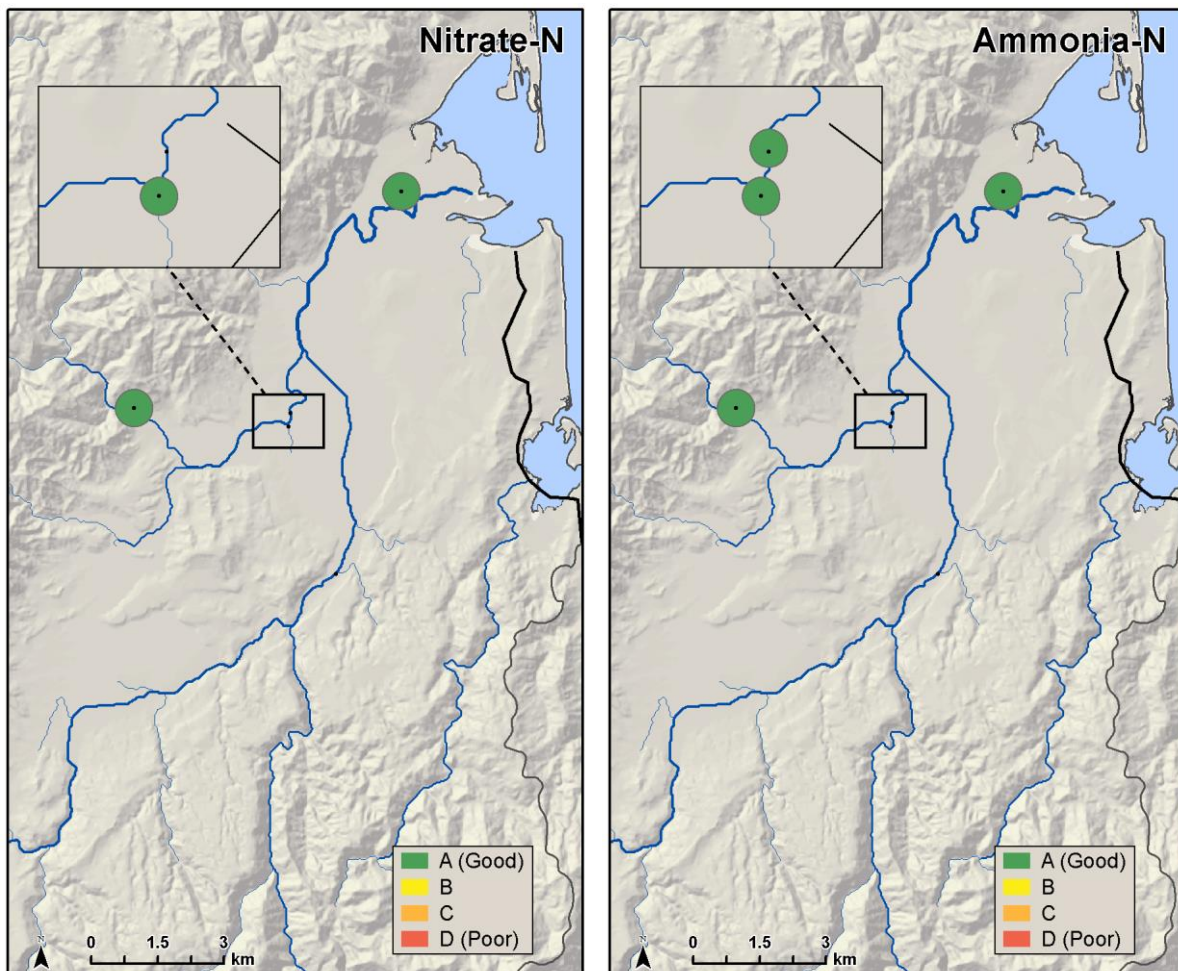 Nitrate-N
A (Good)
B
C
D (Poor)
N
0 1.5 3
km
Ammonia-N
A (Good)
B
C
D (Poor)
N
0 1.5 3
km